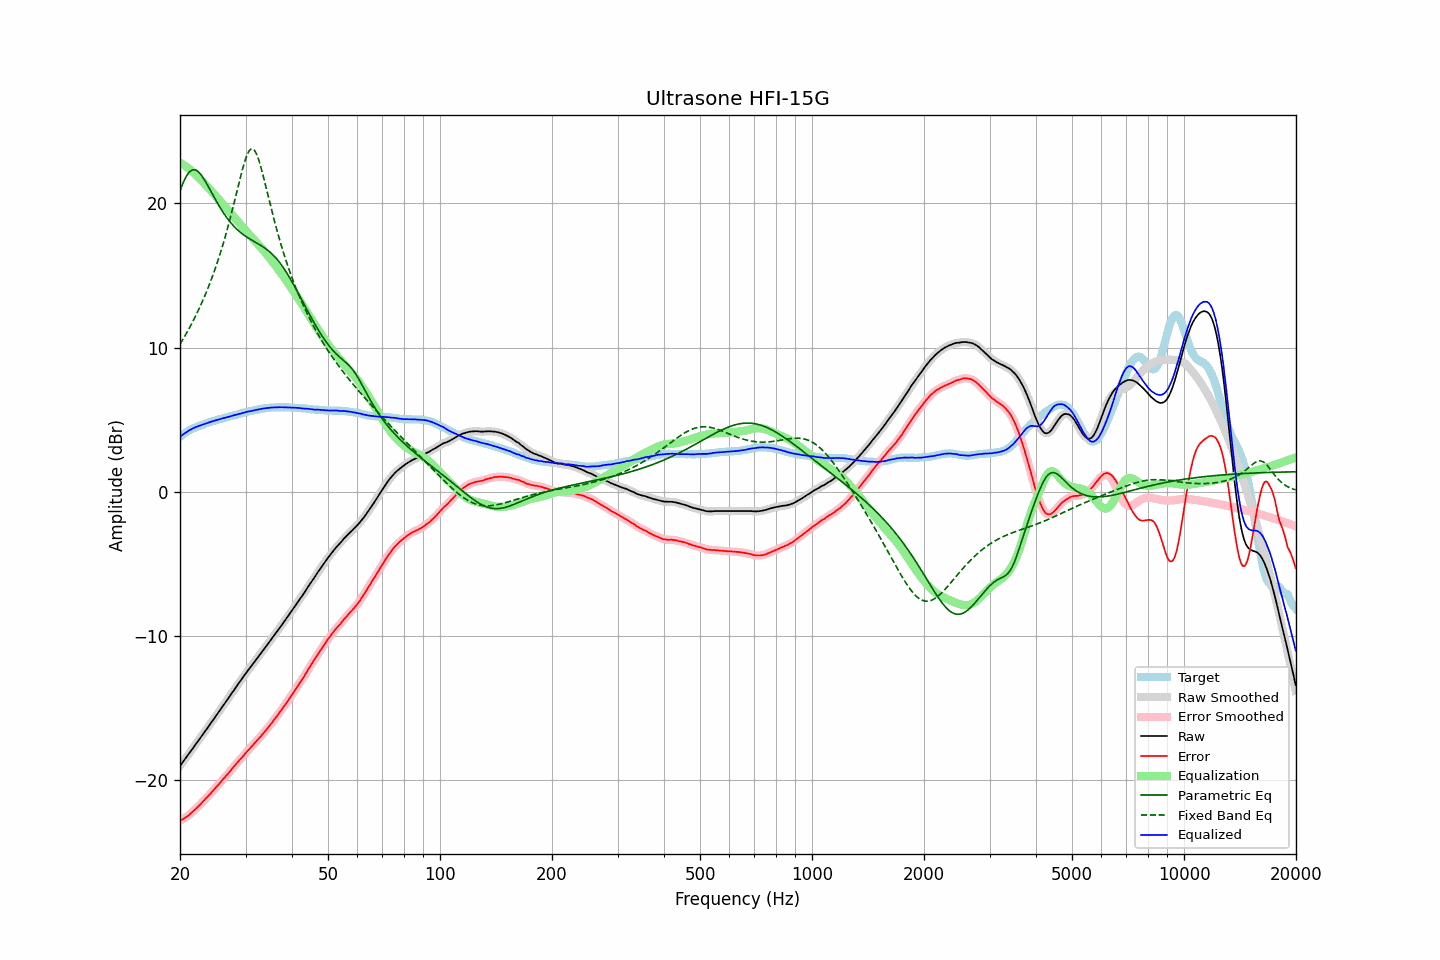 Ultrasone HFI-15G
20
10
0
−10
−20
Amplitude (dBr)
20
50
100
200
500
1000
2000
5000
10000
20000
Frequency (Hz)
Target
Raw Smoothed
Error Smoothed
Raw
Error
Equalization
Parametric Eq
Fixed Band Eq
Equalized